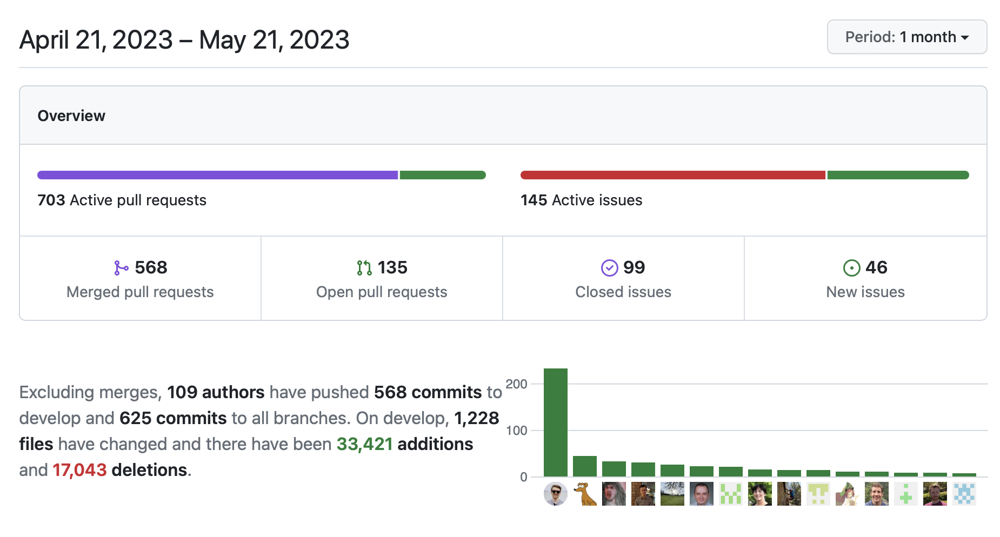 April 21, 2023 – May 21, 2023
Period: 1 month
Overview
703 Active pull requests
145 Active issues
568
Merged pull requests
135
Open pull requests
99
Closed issues
46
New issues
Excluding merges, 109 authors have pushed 568 commits to
develop and 625 commits to all branches. On develop, 1,228
files have changed and there have been 33,421 additions
and 17,043 deletions.
200
100
0